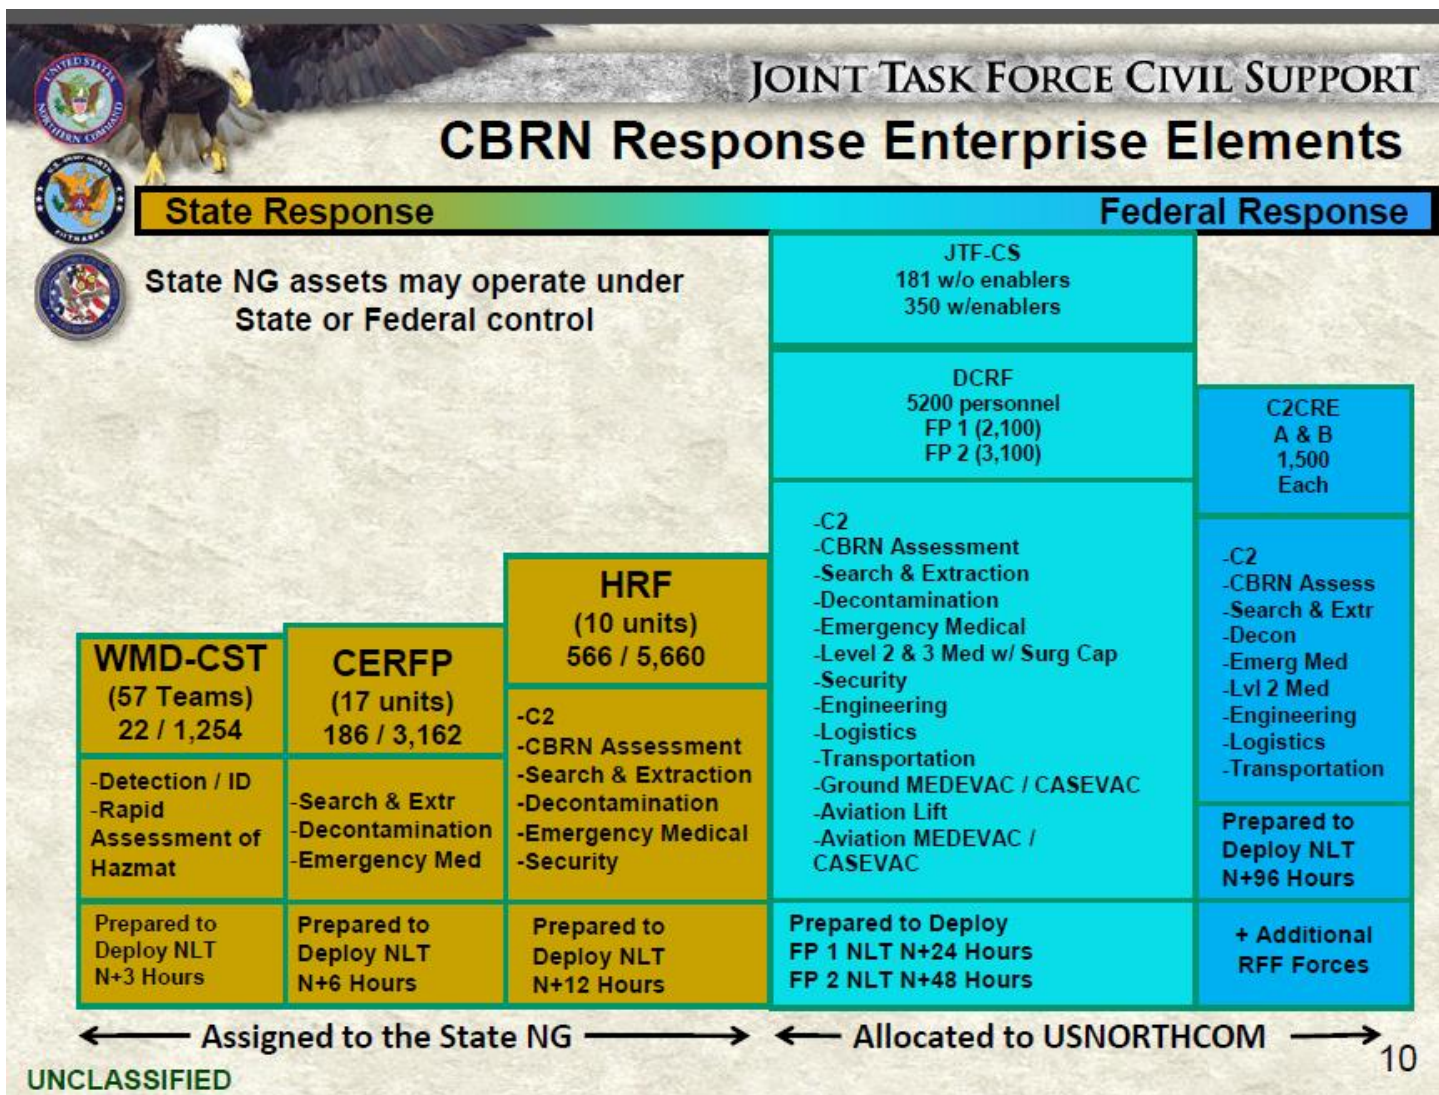 UNITED STATES
NORTHERN COMMAND
U.S. ARMY NORTH
JOINT TASK FORCE CIVIL SUPPORT
CBRN Response Enterprise Elements
State Response
Federal Response
State NG assets may operate under
State or Federal control
WMD-CST
(57 Teams)
22 / 1,254
-Detection / ID
-Rapid
Assessment of
Hazmat
Prepared to
Deploy NLT
N+3 Hours
CERFP
(17 units)
186 / 3,162
-Search & Extr
-Decontamination
-Emergency Med
Prepared to
Deploy NLT
N+6 Hours
HRF
(10 units)
566 / 5,660
-C2
-CBRN Assessment
-Search & Extraction
-Decontamination
-Emergency Medical
-Security
Prepared to
Deploy NLT
N+12 Hours
JTF-CS
181 w/o enablers
350 w/enablers
DCRF
5200 personnel
FP 1 (2,100)
FP 2 (3,100)
-C2
-CBRN Assessment
-Search & Extraction
-Decontamination
-Emergency Medical
-Level 2 & 3 Med w/ Surg Cap
-Security
-Engineering
-Logistics
-Transportation
-Ground MEDEVAC / CASEVAC
-Aviation Lift
-Aviation MEDEVAC /
CASEVAC
Prepared to Deploy
FP 1 NLT N+24 Hours
FP 2 NLT N+48 Hours
C2CRE
A & B
1,500
Each
-C2
-CBRN Assess
-Search & Extr
-Decon
-Emerg Med
-Lvl 2 Med
-Engineering
-Logistics
-Transportation
Prepared to
Deploy NLT
N+96 Hours
+ Additional
RFF Forces
Assigned to the State NG
Allocated to USNORTHCOM
10
UNCLASSIFIED